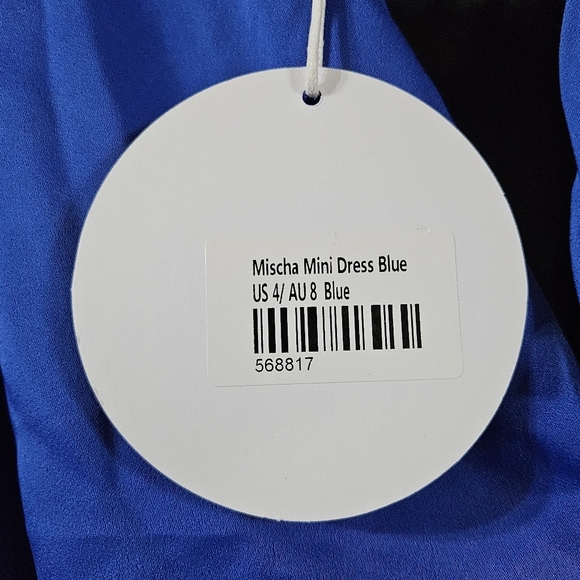 Mischa Mini Dress Blue
US 4/ AU 8 Blue
568817